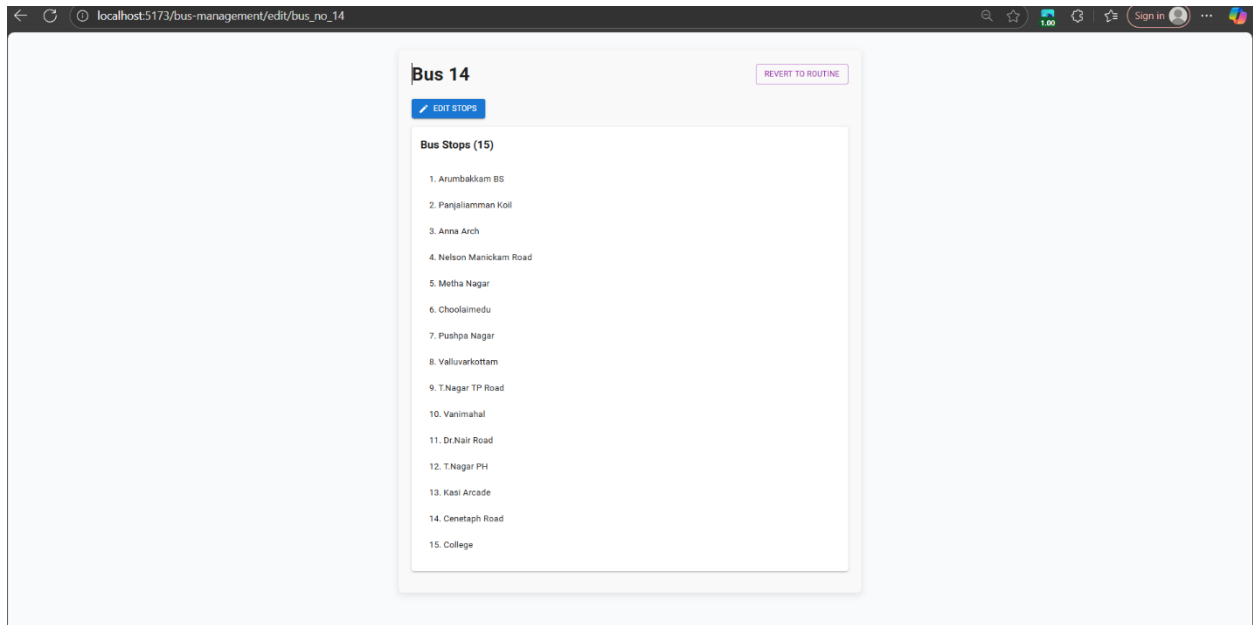 localhost:5173/bus-management/edit/bus_no_14
1.00
Sign in
Bus 14
REVERT TO ROUTINE
EDIT STOPS
Bus Stops (15)
1. Arumbakkam BS
2. Panjaliamman Koil
3. Anna Arch
4. Nelson Manickam Road
5. Metha Nagar
6. Choolaimedu
7. Pushpa Nagar
8. Valluvarkottam
9. T.Nagar TP Road
10. Vanimahal
11. Dr.Nair Road
12. T.Nagar PH
13. Kasi Arcade
14. Cenetaph Road
15. College